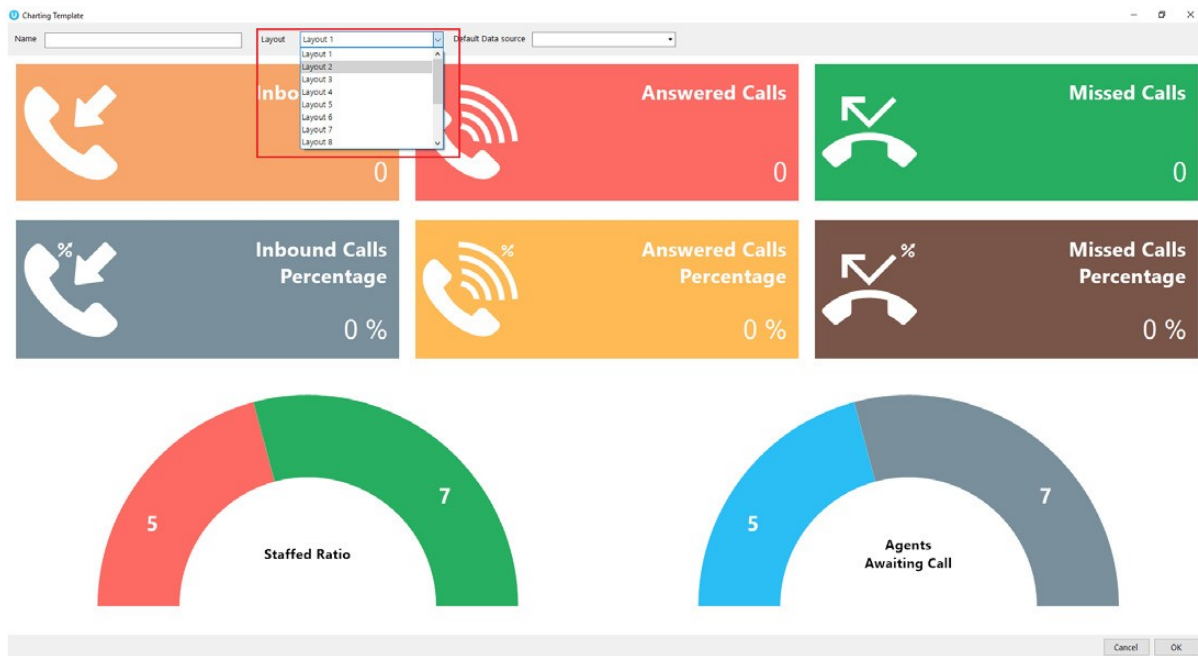 Charting Template
Name Layout Layout 1 Default Data source
Layout 1
Layout 2
Layout 3
Layout 4
Layout 5
Layout 6
Layout 7
Layout 8
Inbo
0
Answered Calls
0
Missed Calls
0
%
Inbound Calls
Percentage
0 %
%
Answered Calls
Percentage
0 %
%
Missed Calls
Percentage
0 %
5
7
Staffed Ratio
5
7
Agents
Awaiting Call
Cancel OK